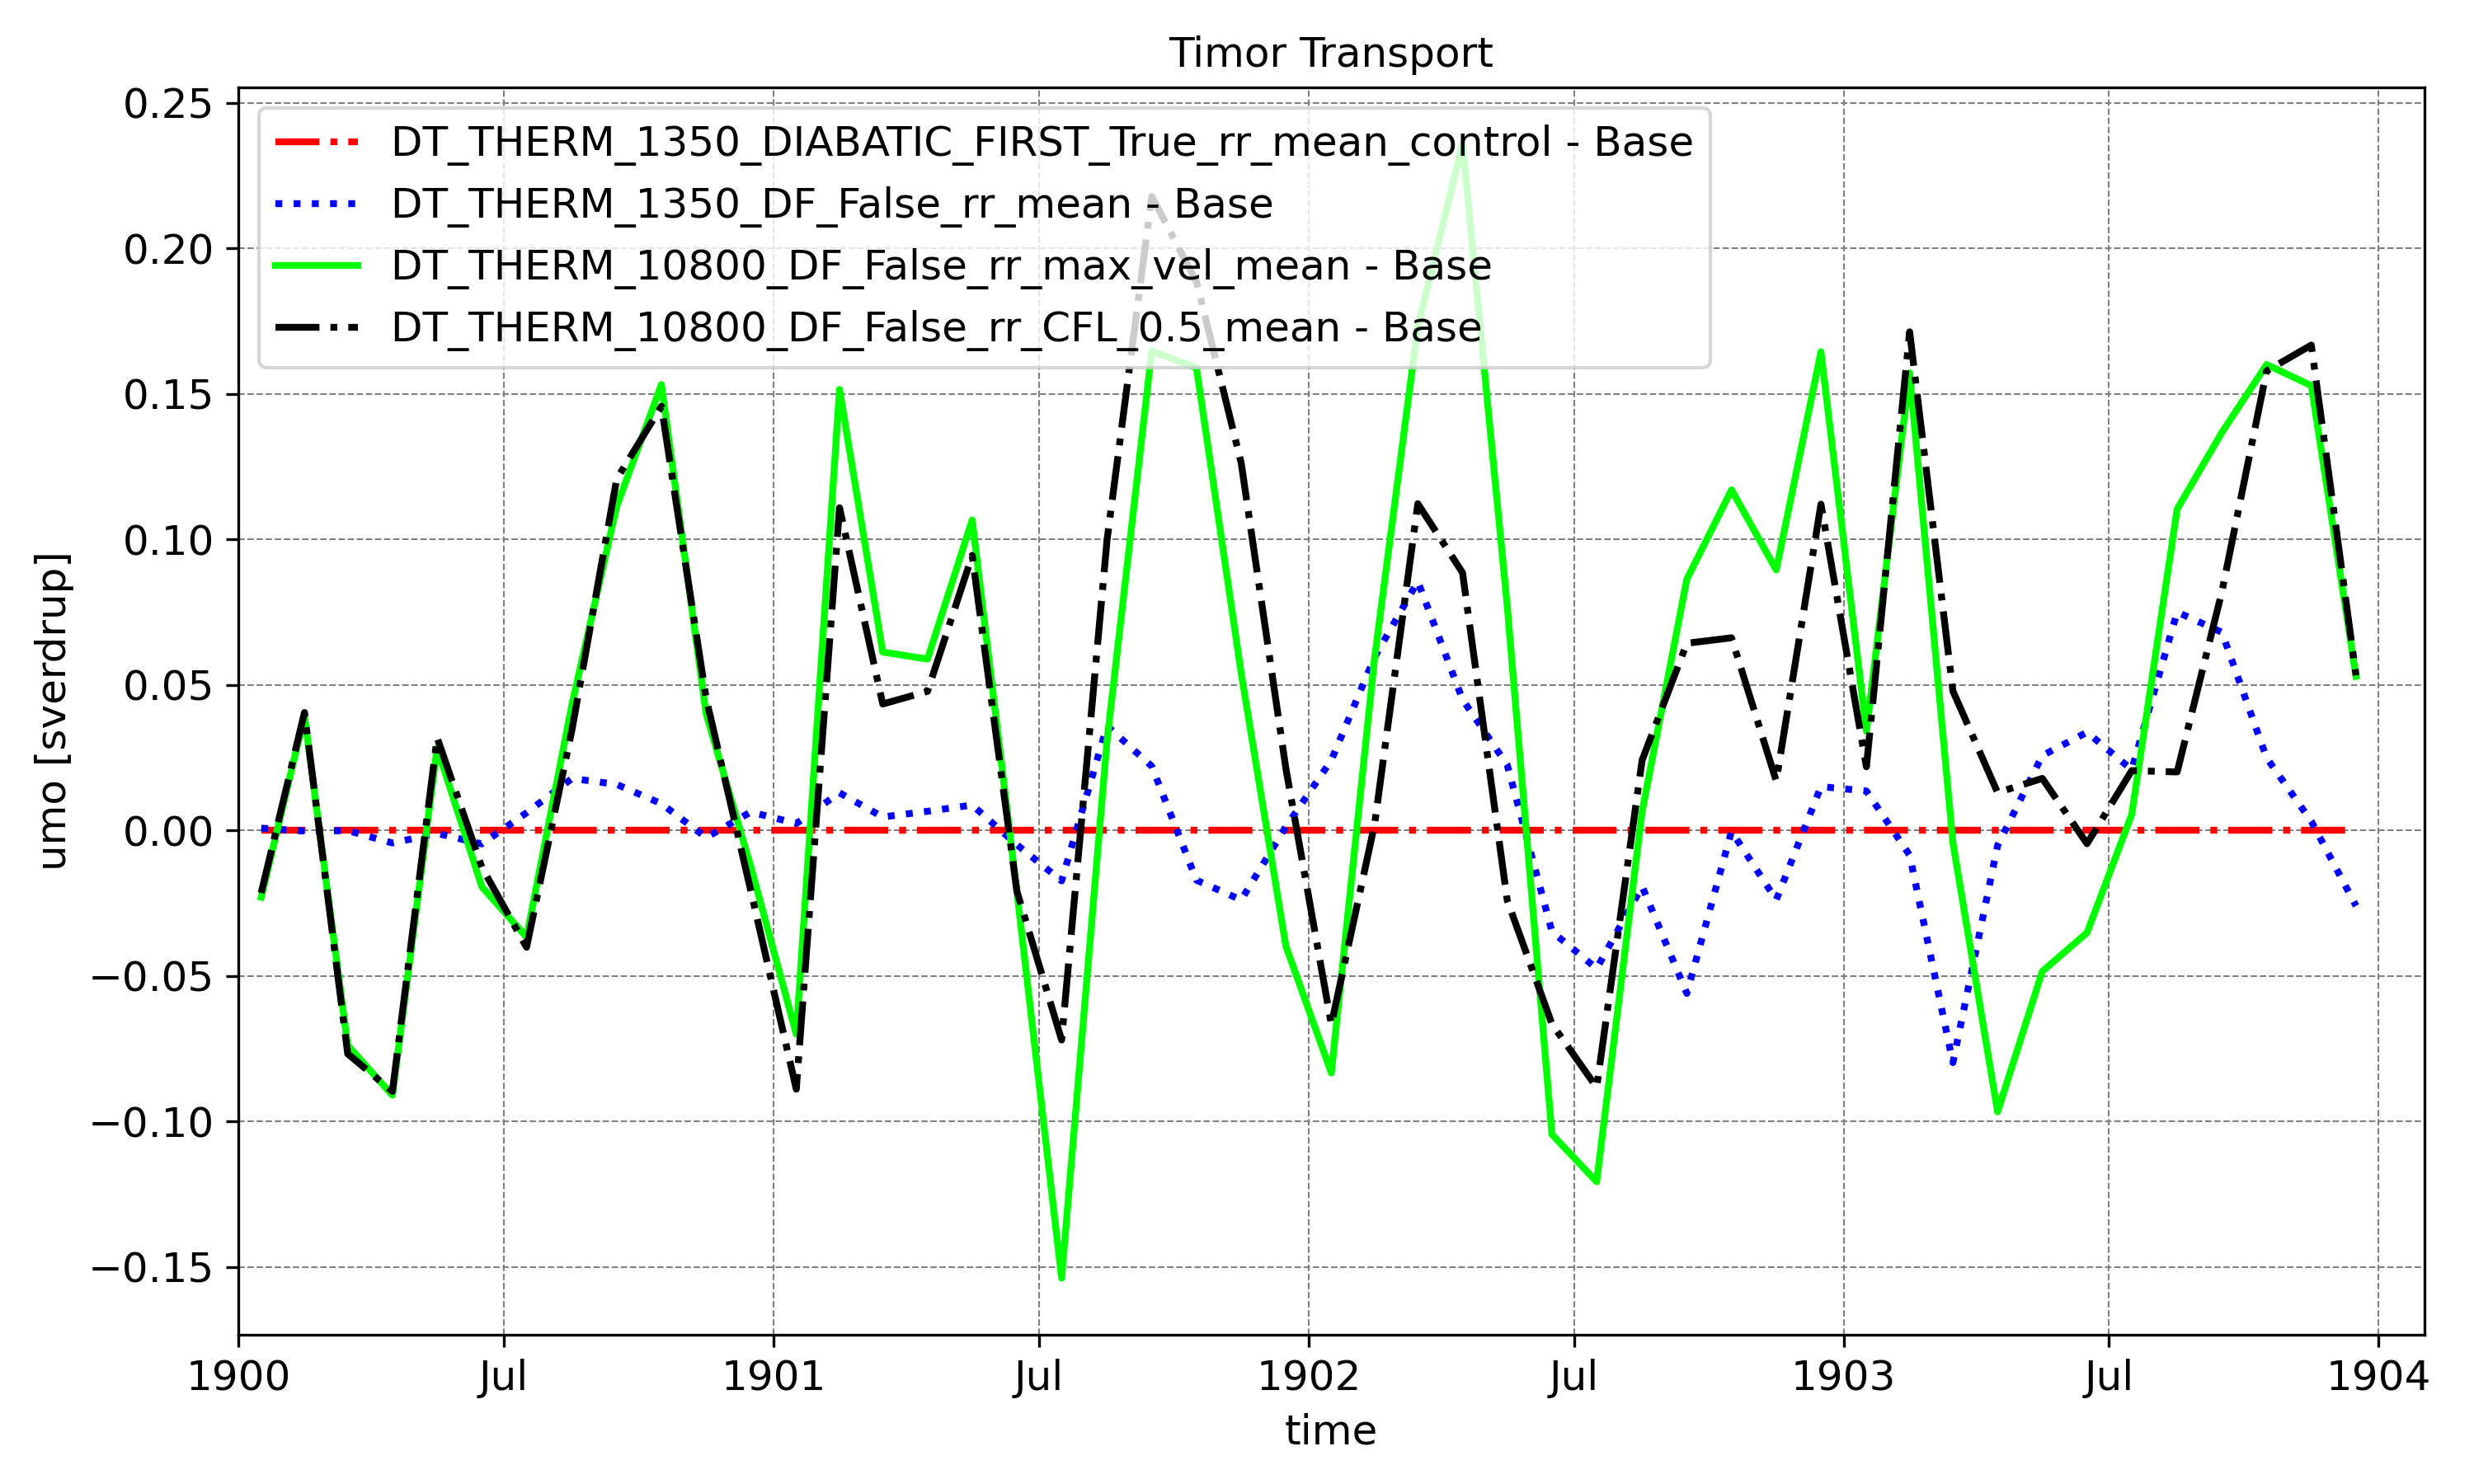 Timor Transport
0.25
0.20
0.15
0.10
0.05
0.00
−0.05
−0.10
−0.15
umo [sverdrup]
DT_THERM_1350_DIABATIC_FIRST_True_rr_mean_control - Base
DT_THERM_1350_DF_False_rr_mean - Base
DT_THERM_10800_DF_False_rr_max_vel_mean - Base
DT_THERM_10800_DF_False_rr_CFL_0.5_mean - Base
1900 Jul 1901 Jul 1902 Jul 1903 Jul 1904
time